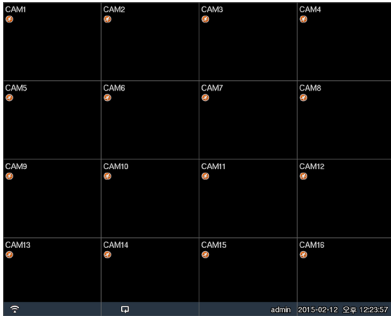 CAM1 CAM2 CAM3 CAM4
CAM5 CAM6 CAM7 CAM8
CAM9 CAM10 CAM11 CAM12
CAM13 CAM14 CAM15 CAM16
admin 2015-02-12 오후 12:23:57